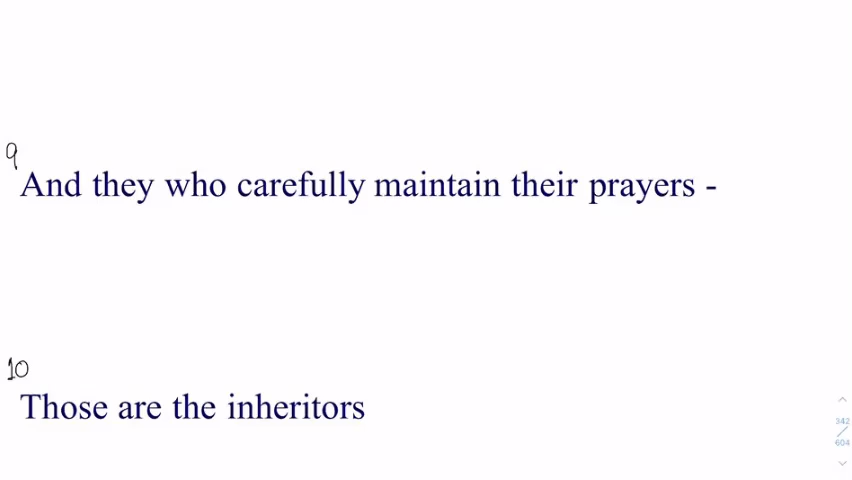 9
And they who carefully maintain their prayers -
10
Those are the inheritors
342
/
604